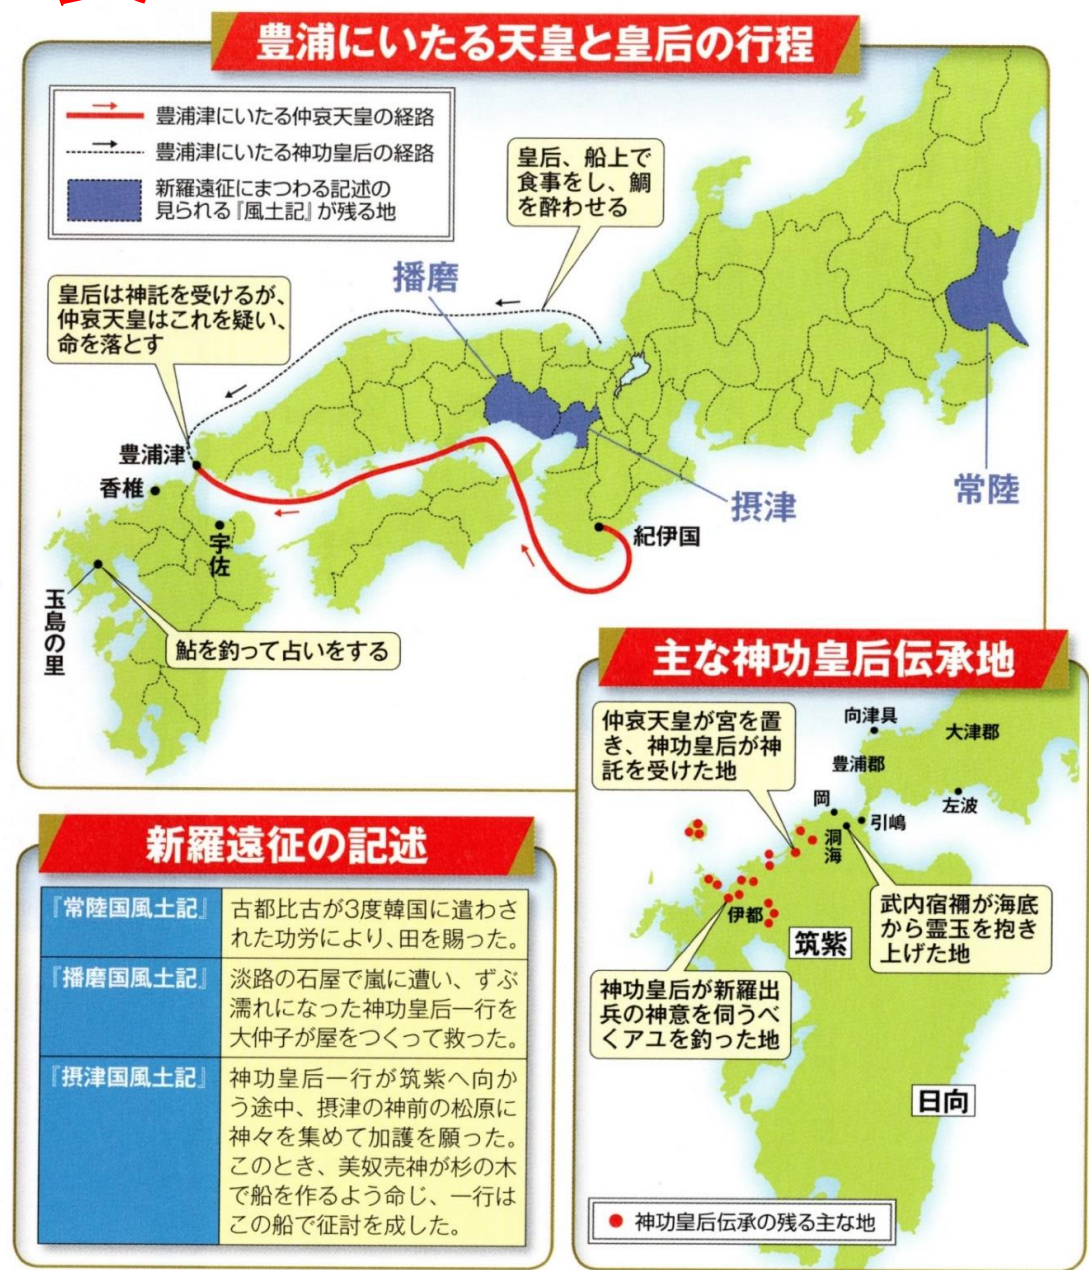 豊浦にいたる天皇と皇后の行程
豊浦津にいたる仲哀天皇の経路
豊浦津にいたる神功皇后の経路
新羅遠征にまつわる記述の
見られる『風土記』が残る地
皇后、船上で
食事をし、鯛
を酔わせる
播磨
皇后は神託を受けるが、
仲哀天皇はこれを疑い、
命を落とす
豊浦津
香椎
宇佐
玉島の里
鮎を釣って占いをする
紀伊国
摂津
常陸
主な神功皇后伝承地
仲哀天皇が宮を置
き、神功皇后が神
託を受けた地
向津具
大津郡
豊浦郡
岡
引嶋
左波
洞海
伊都
筑紫
武内宿禰が海底
から霊玉を抱き
上げた地
神功皇后が新羅出
兵の神意を伺うべ
くアユを釣った地
日向
神功皇后伝承の残る主な地
新羅遠征の記述
『常陸国風土記』
古都比古が3度韓国に遣わさ
れた功労により、田を賜った。
『播磨国風土記』
淡路の石屋で嵐に遭い、ずぶ
濡れになった神功皇后一行を
大仲子が屋をつくって救った。
『摂津国風土記』
神功皇后一行が筑紫へ向か
う途中、摂津の神前の松原に
神々を集めて加護を願った。
このとき、美奴売神が杉の木
で船を作るよう命じ、一行は
この船で征討を成した。